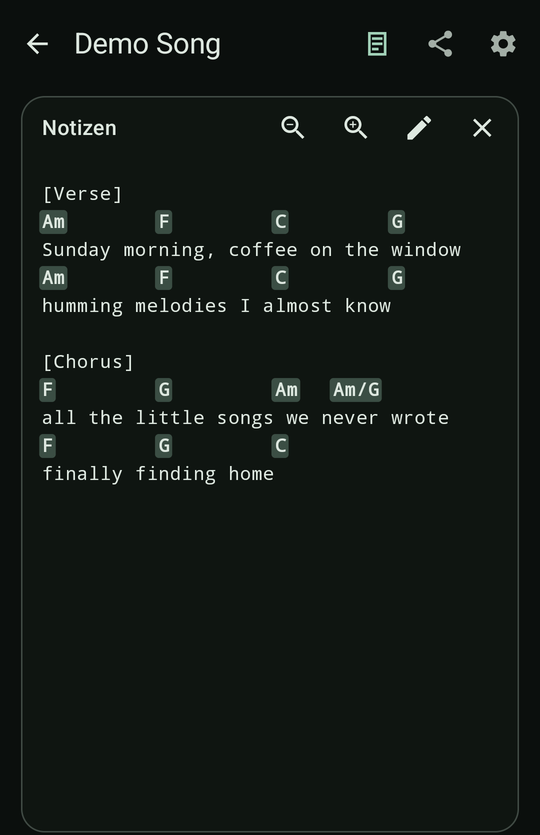 Demo Song
Notizen
[Verse]
Am F C G
Sunday morning, coffee on the window
Am F C G
humming melodies I almost know
[Chorus]
F G Am Am/G
all the little songs we never wrote
F G C
finally finding home